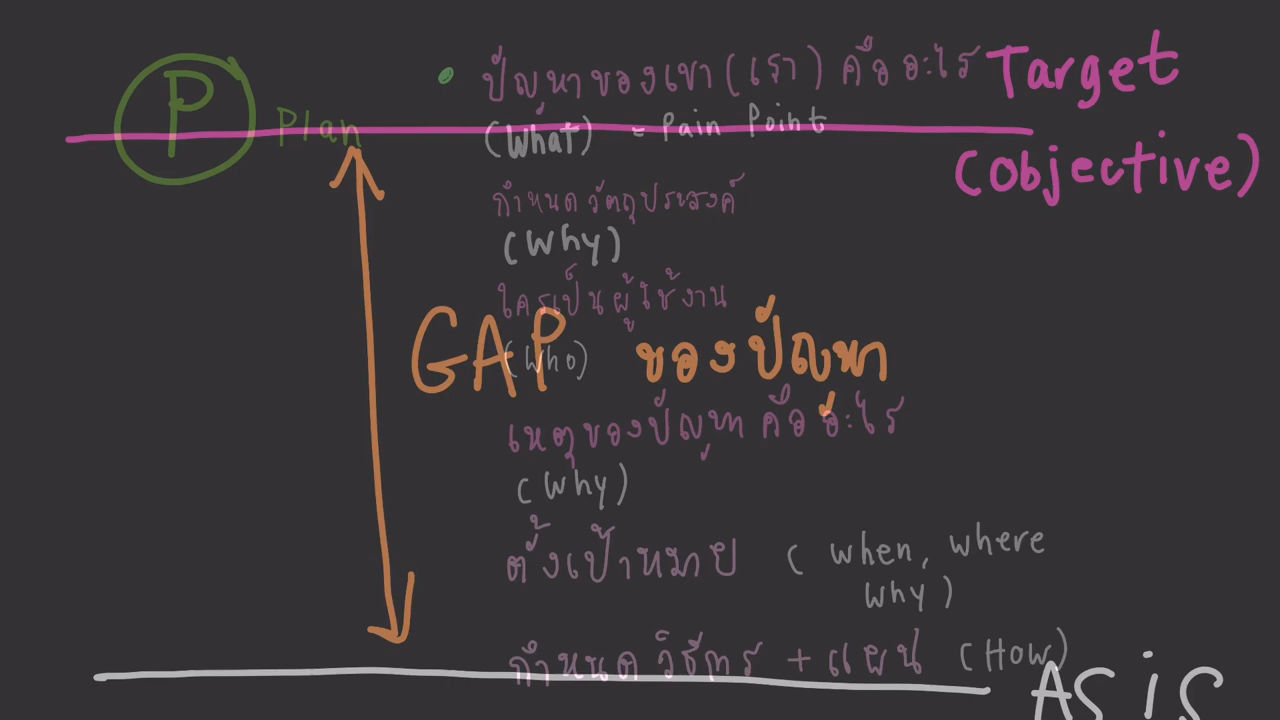 P Plan
• ปัญหาของเขา (เรา) คือ อะไร
Target
(What) = Pain Point
(objective)
กำหนด วัตถุประสงค์
(Why)
ใครเป็น ผู้ใช้งาน
(Who)
GAP ของปัญหา
เหตุของปัญหา คือ อะไร
(Why)
ตั้งเป้าหมาย ( when, where
why )
กำหนด วิธีการ + แผน (How)
AS is